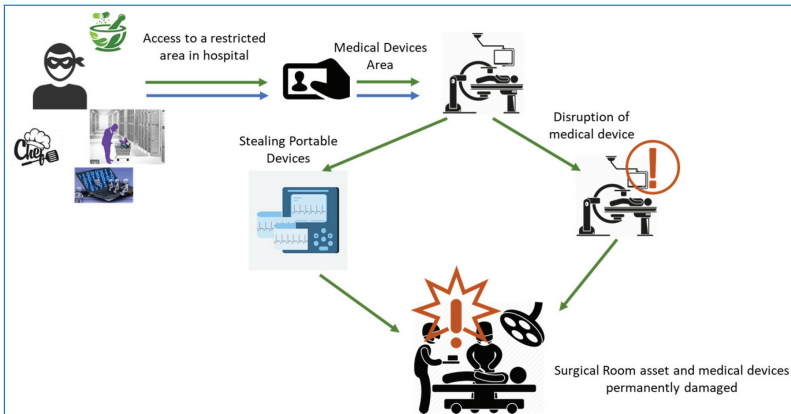 Access to a restricted
area in hospital
Medical Devices
Area
Chef
Stealing Portable
Devices
Disruption of
medical device
Surgical Room asset and medical devices
permanently damaged